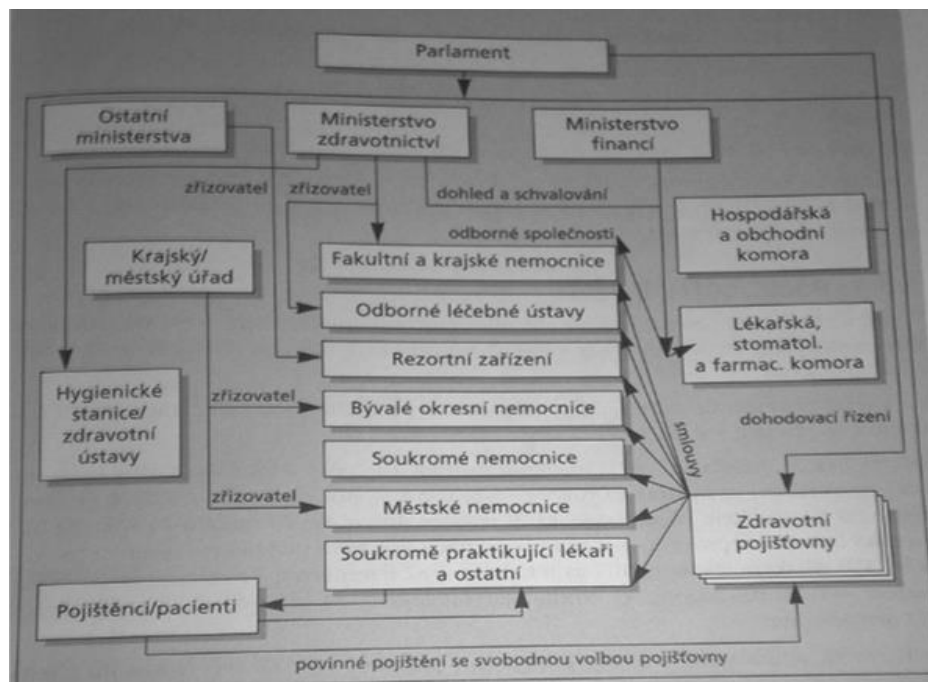 Parlament
Ostatní
ministerstva
Ministerstvo
zdravotnictví
Ministerstvo
financí
zřizovatel
zřizovatel
dohled a schvalování
Hospodářská
a obchodní
komora
odborné společnosti
Krajský/
městský úřad
Fakultní a krajské nemocnice
Odborné léčebné ústavy
Lékařská,
stomatol.
a farmac. komora
Rezortní zařízení
Hygienické
stanice/
zdravotní
ústavy
zřizovatel
Bývalé okresní nemocnice
dohodovací řízení
smlouvy
Soukromé nemocnice
zřizovatel
Městské nemocnice
Zdravotní
pojišťovny
Soukromě praktikující lékaři
a ostatní
Pojištěnci/pacienti
povinné pojištění se svobodnou volbou pojišťovny